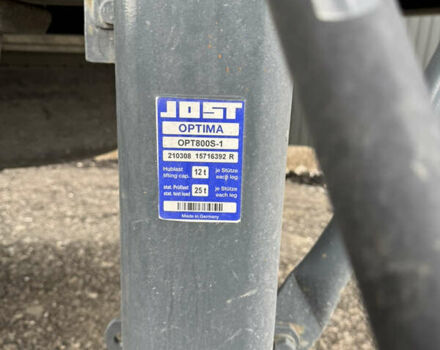 JOST
OPTIMA
OPT800S-1
210308 15716392 R
Hublast 12 t je Stütze
lifting cap. each leg
stat. Prüflast 25 t je Stütze
stat. test load each leg
Made in Germany